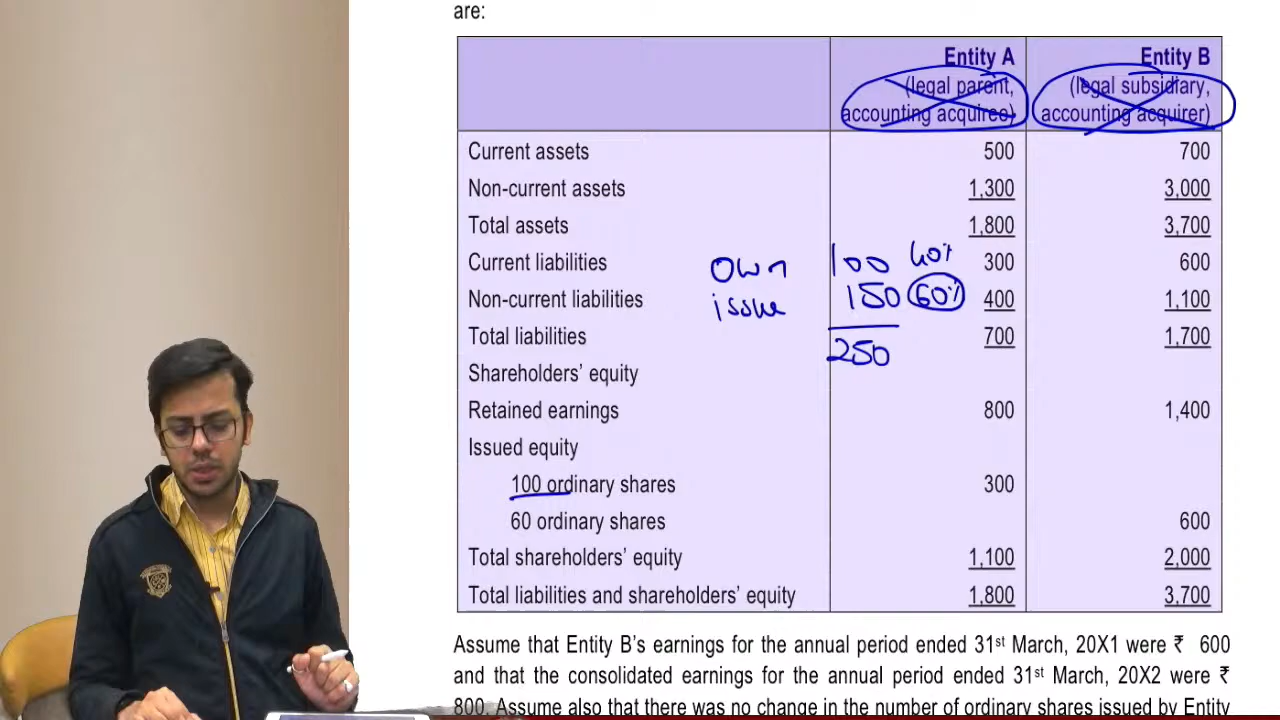 are:
Entity A Entity B
(legal parent, (legal subsidiary,
accounting acquiree) accounting acquirer)
Current assets 500 700
Non-current assets 1,300 3,000
Total assets 1,800 3,700
Current liabilities own 100 40% 300 600
Non-current liabilities issue 150 60% 400 1,100
Total liabilities 700 1,700
250
Shareholders' equity
Retained earnings 800 1,400
Issued equity
100 ordinary shares 300
60 ordinary shares 600
Total shareholders' equity 1,100 2,000
Total liabilities and shareholders' equity 1,800 3,700
Assume that Entity B's earnings for the annual period ended 31st March, 20X1 were ₹ 600
and that the consolidated earnings for the annual period ended 31st March, 20X2 were ₹
800. Assume also that there was no change in the number of ordinary shares issued by Entity